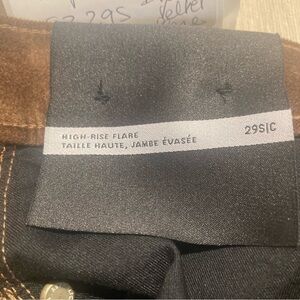 HIGH-RISE FLARE
TAILLE HAUTE, JAMBE ÉVASÉE
29S|C